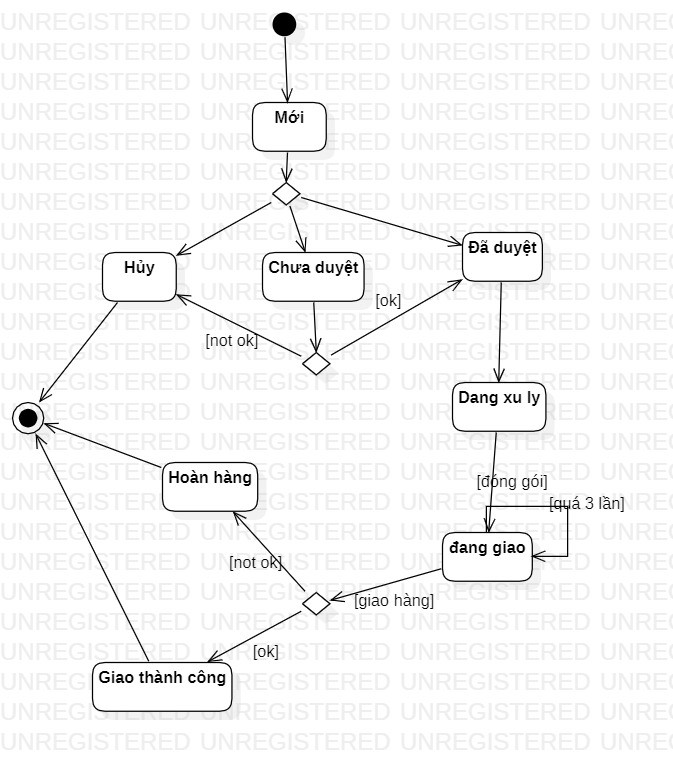 Mới
Hủy
Chưa duyệt
Đã duyệt
[ok]
[not ok]
Dang xu ly
Hoàn hàng
[đóng gói]
[quá 3 lần]
đang giao
[not ok]
[giao hàng]
[ok]
Giao thành công
UNREGISTERED